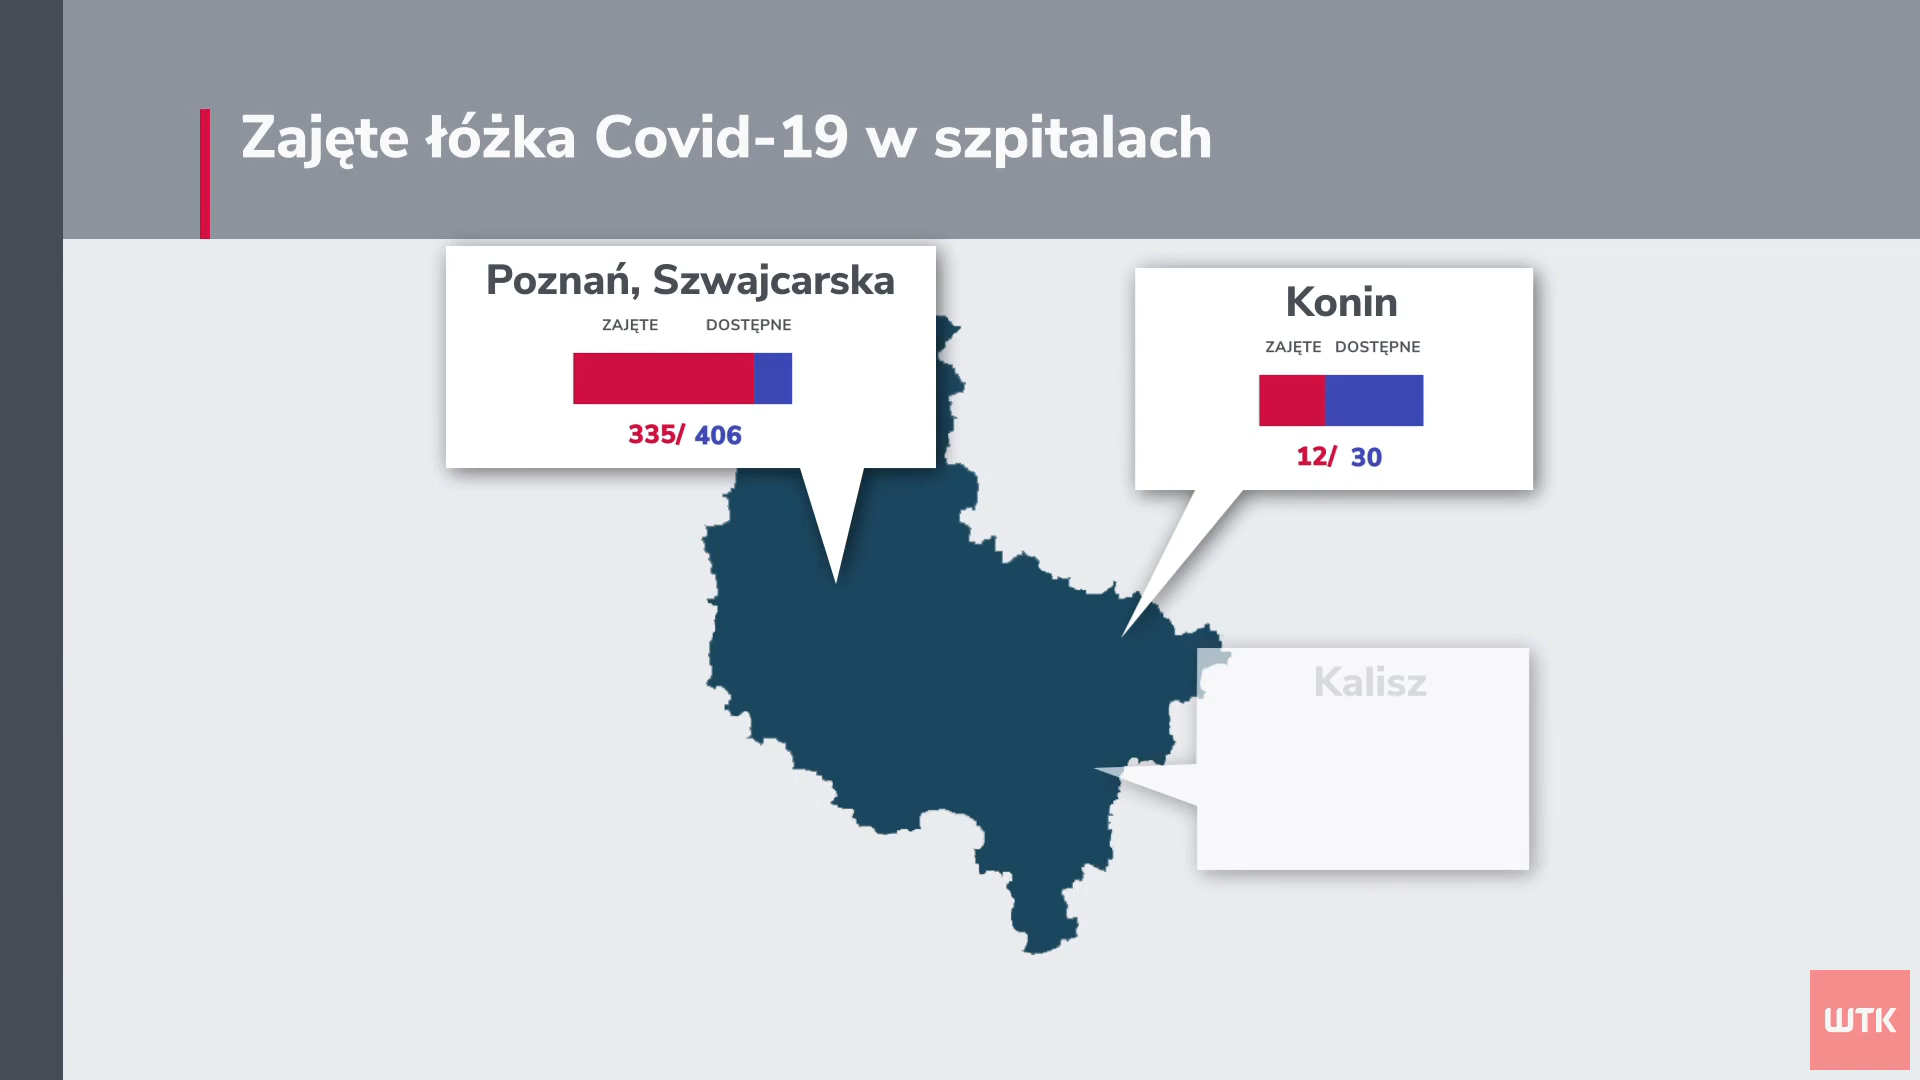 Zajęte łóżka Covid-19 w szpitalach
Poznań, Szwajcarska
ZAJĘTE DOSTĘPNE
335/ 406
Konin
ZAJĘTE DOSTĘPNE
12/ 30
Kalisz
WTK